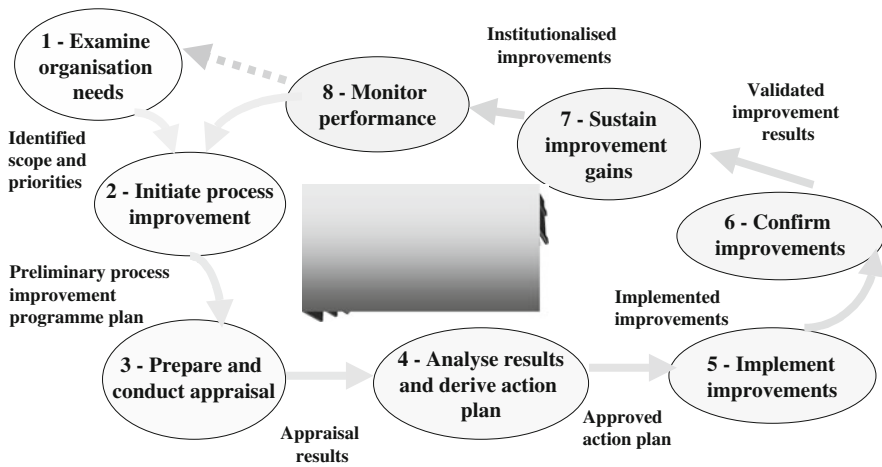 1 - Examine
organisation
needs
Identified
scope and
priorities
2 - Initiate process
improvement
Preliminary process
improvement
programme plan
3 - Prepare and
conduct appraisal
Appraisal
results
4 - Analyse results
and derive action
plan
Approved
action plan
5 - Implement
improvements
Implemented
improvements
6 - Confirm
improvements
Validated
improvement
results
7 - Sustain
improvement
gains
Institutionalised
improvements
8 - Monitor
performance